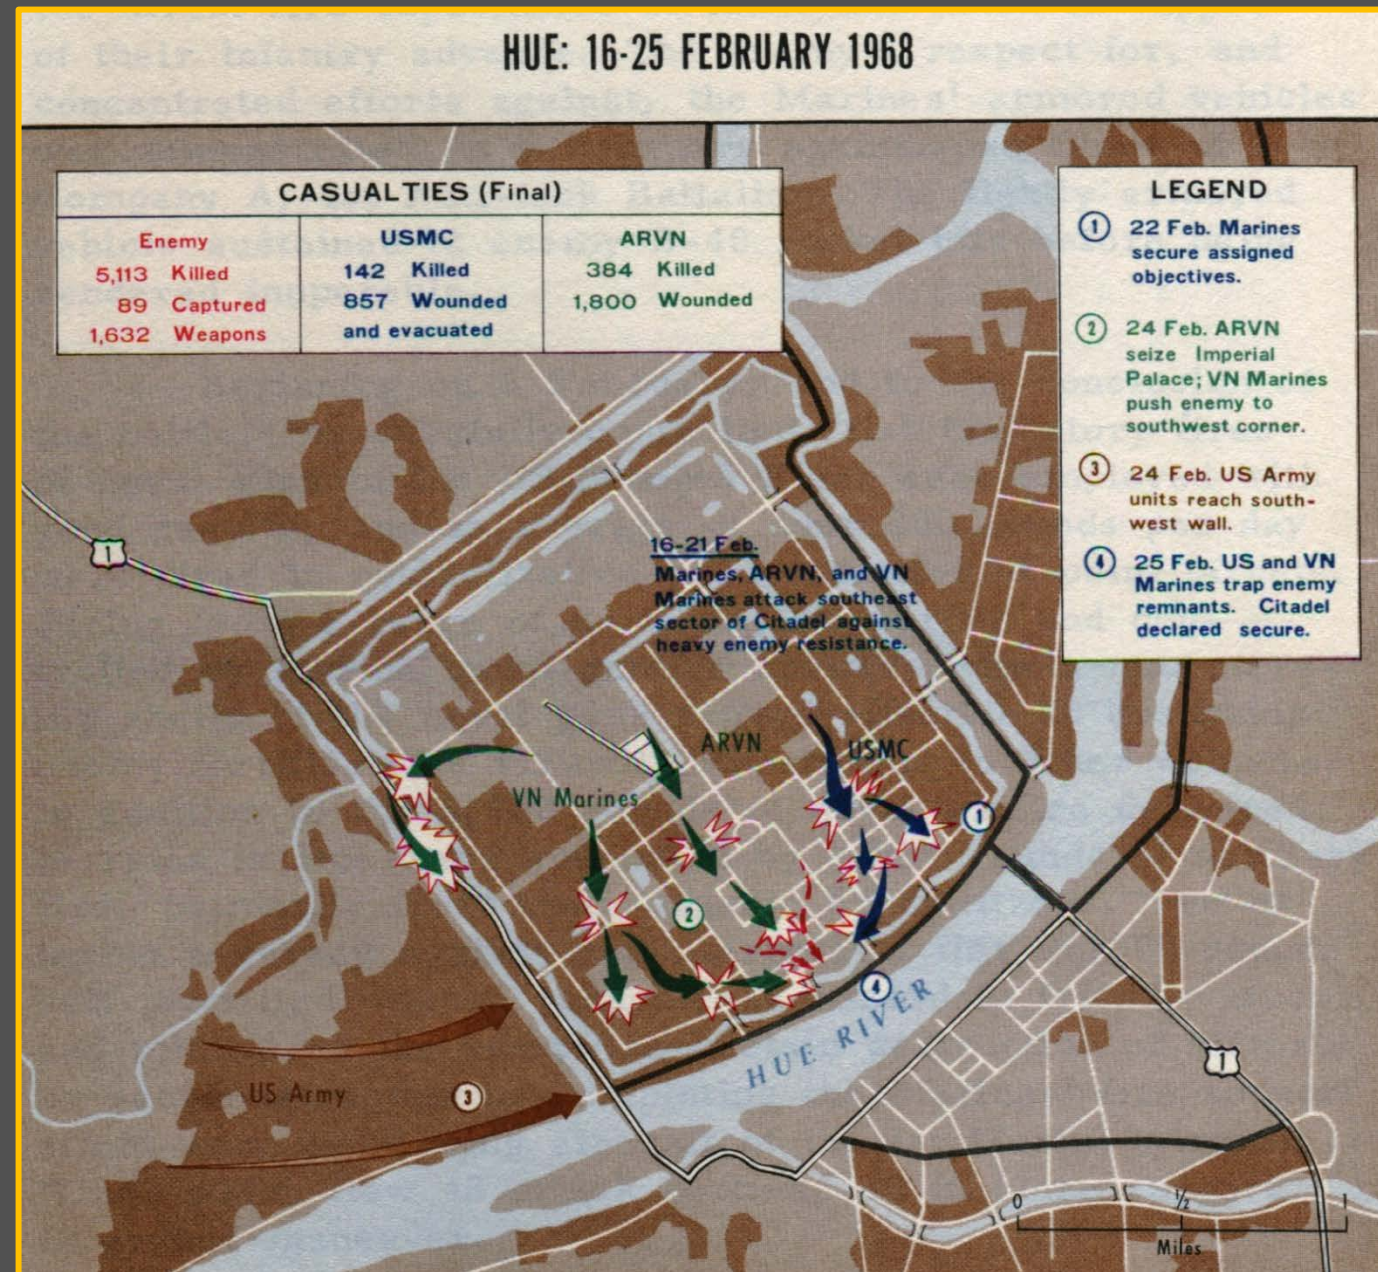 HUE: 16-25 FEBRUARY 1968
CASUALTIES (Final)
Enemy
5,113 Killed
89 Captured
1,632 Weapons
USMC
142 Killed
857 Wounded
and evacuated
ARVN
384 Killed
1,800 Wounded
LEGEND
1 22 Feb. Marines
secure assigned
objectives.
2 24 Feb. ARVN
seize Imperial
Palace; VN Marines
push enemy to
southwest corner.
3 24 Feb. US Army
units reach south-
west wall.
4 25 Feb. US and VN
Marines trap enemy
remnants. Citadel
declared secure.
1
16-21 Feb.
Marines, ARVN, and VN
Marines attack southeast
sector of Citadel against
heavy enemy resistance.
ARVN
USMC
VN Marines
1
2
4
HUE RIVER
US Army
3
1
0 ½ 1
Miles